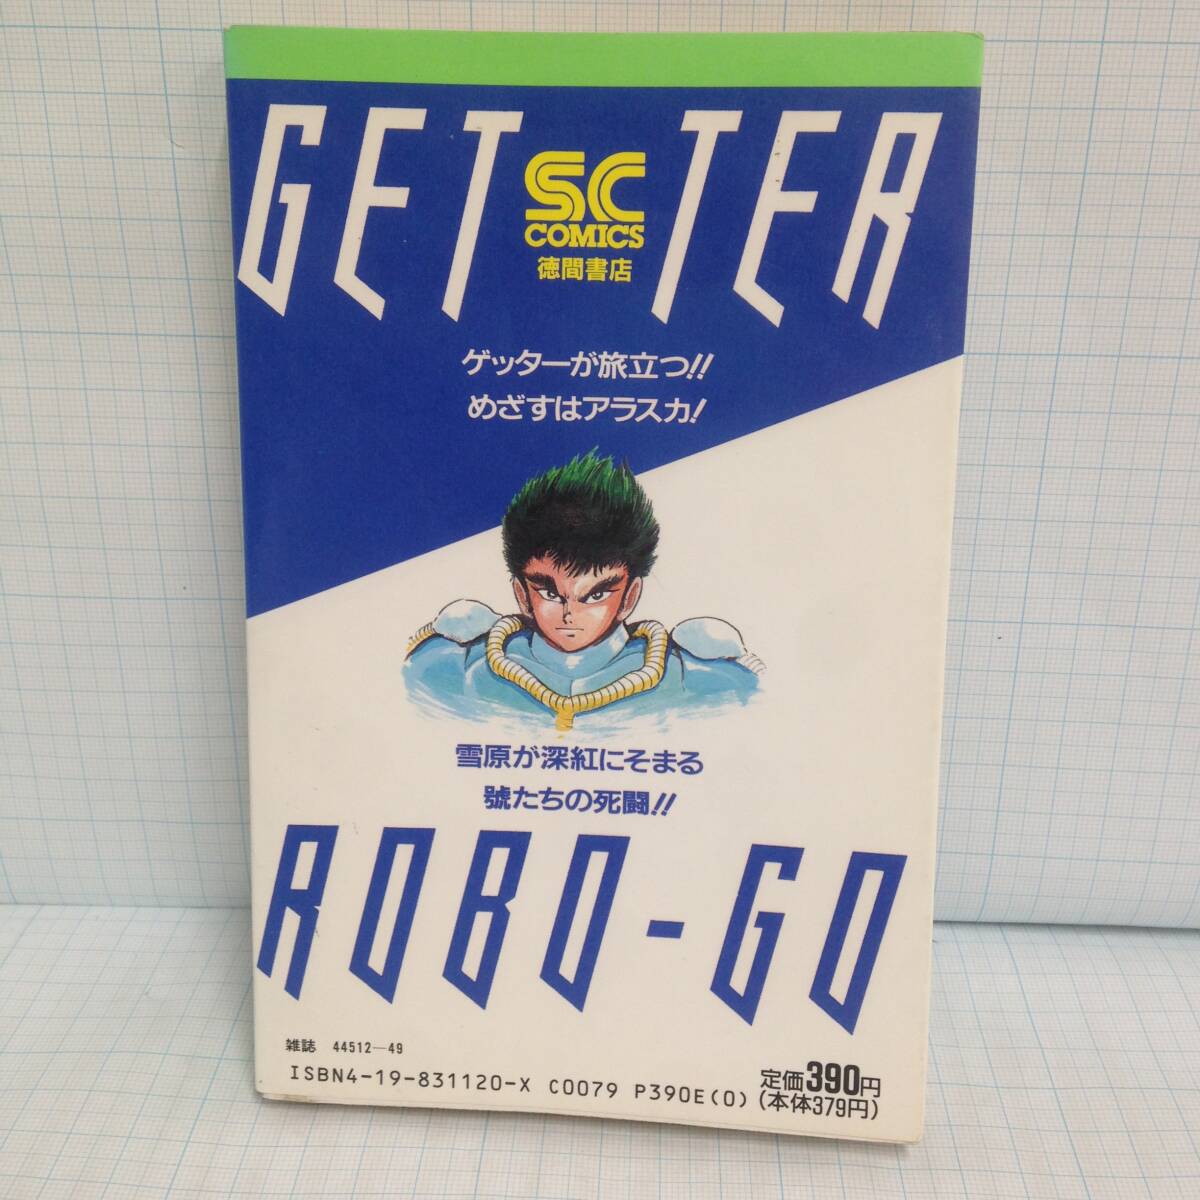 GETTER
SC
COMICS
徳間書店
ゲッターが旅立つ!!
めざすはアラスカ!
雪原が深紅にそまる
號たちの死闘!!
ROBO-GO
雑誌 44512-49
ISBN4-19-831120-X C0079 P390E(0)
定価390円
(本体379円)